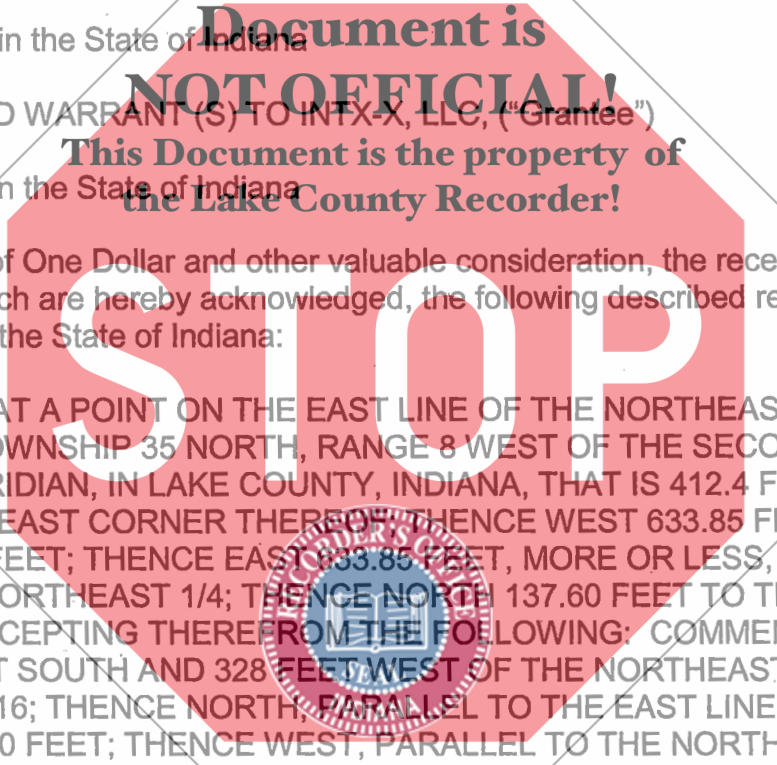 in the State of Indiana
Document is
NOT OFFICIAL!
D WARRANT (S) TO INTX-X, LLC, ("Grantee")
This Document is the property of
the Lake County Recorder!
n the State of Indiana
of One Dollar and other valuable consideration, the rece
ch are hereby acknowledged, the following described re
the State of Indiana:
STOP
AT A POINT ON THE EAST LINE OF THE NORTHEAS
OWNSHIP 35 NORTH, RANGE 8 WEST OF THE SECO
RIDIAN, IN LAKE COUNTY, INDIANA, THAT IS 412.4 F
EAST CORNER THEREOF; THENCE WEST 633.85 F
FEET; THENCE EAST 633.85 FEET, MORE OR LESS,
ORTHEAST 1/4; THENCE NORTH 137.60 FEET TO T
CEPTING THEREFROM THE FOLLOWING: COMME
T SOUTH AND 328 FEET WEST OF THE NORTHEAS
16; THENCE NORTH, PARALLEL TO THE EAST LINE
0 FEET; THENCE WEST, PARALLEL TO THE NORTH
RECORDER'S OFFICE
SEAL